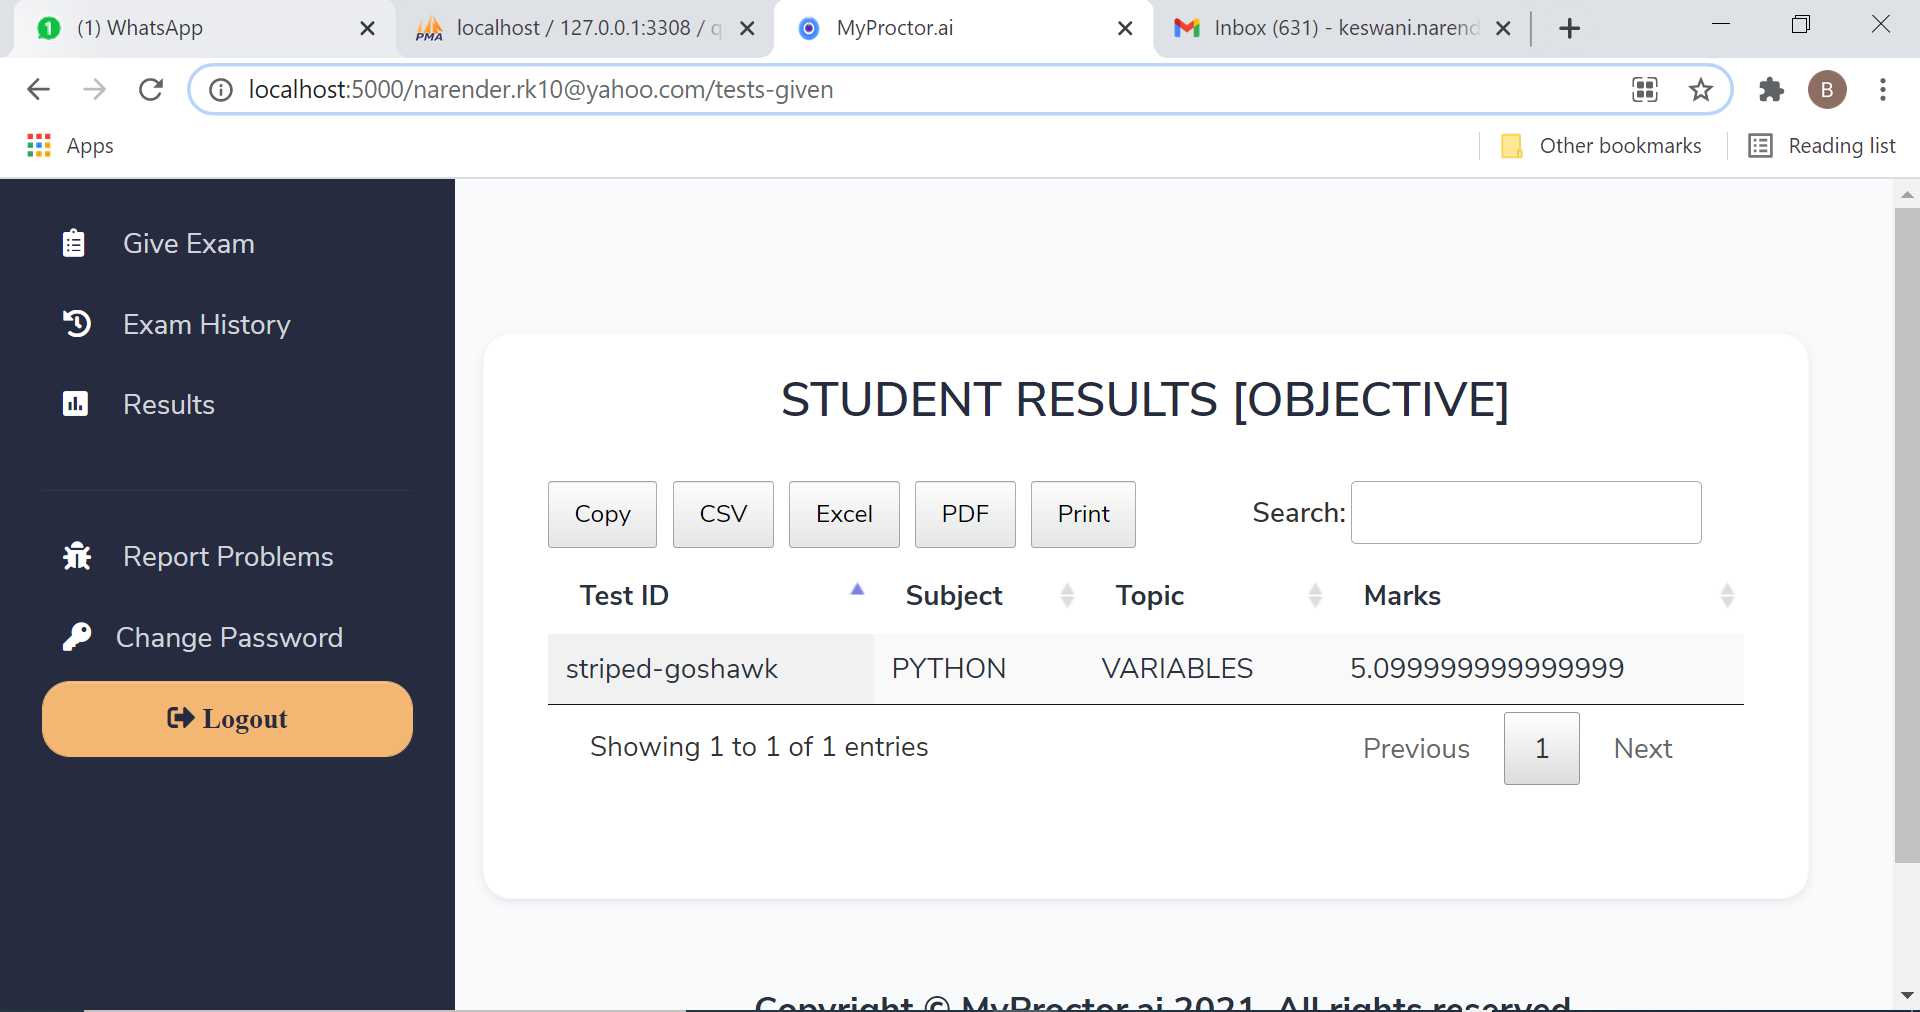 (1) WhatsApp
localhost / 127.0.0.1:3308 / q
MyProctor.ai
Inbox (631) - keswani.narend
localhost:5000/narender.rk10@yahoo.com/tests-given
B
Apps
Other bookmarks
Reading list
Give Exam
Exam History
Results
Report Problems
Change Password
Logout
STUDENT RESULTS [OBJECTIVE]
Copy CSV Excel PDF Print Search:
Test ID Subject Topic Marks
striped-goshawk PYTHON VARIABLES 5.099999999999999
Showing 1 to 1 of 1 entries
Previous 1 Next
Copyright © MyProctor.ai 2021. All rights reserved